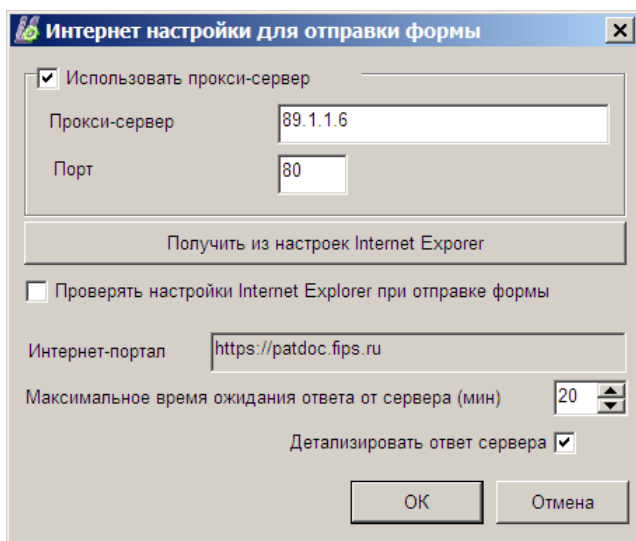 Интернет настройки для отправки формы
Использовать прокси-сервер
Прокси-сервер 89.1.1.6
Порт 80
Получить из настроек Internet Exporer
Проверять настройки Internet Explorer при отправке формы
Интернет-портал https://patdoc.fips.ru
Максимальное время ожидания ответа от сервера (мин) 20
Детализировать ответ сервера
ОК Отмена